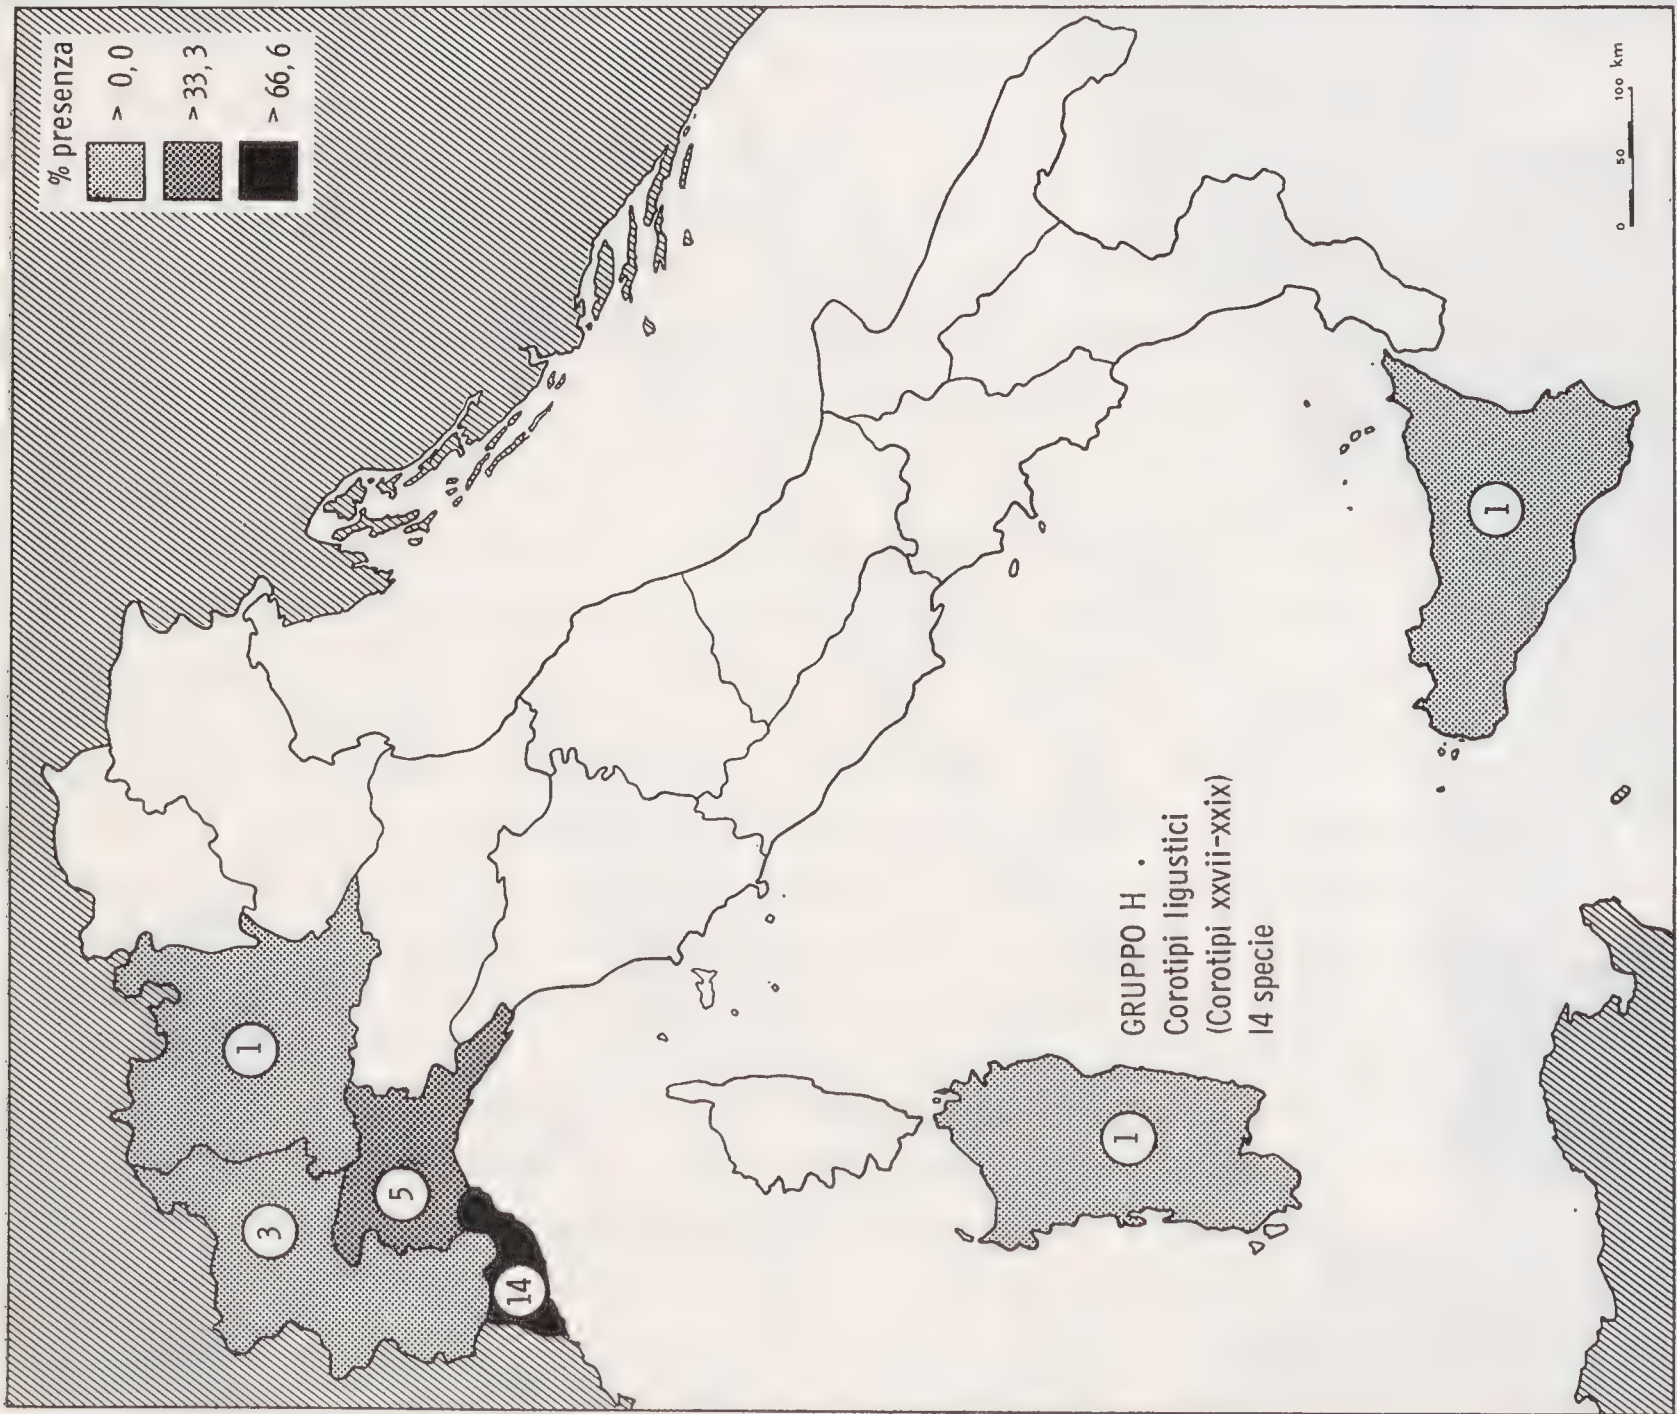 % presenza
> 0,0
> 33,3
> 66,6
1
3
5
14
1
1
GRUPPO H .
Corotipi ligustici
(Corotipi xxvii-xxix)
14 specie
0 50 100 km